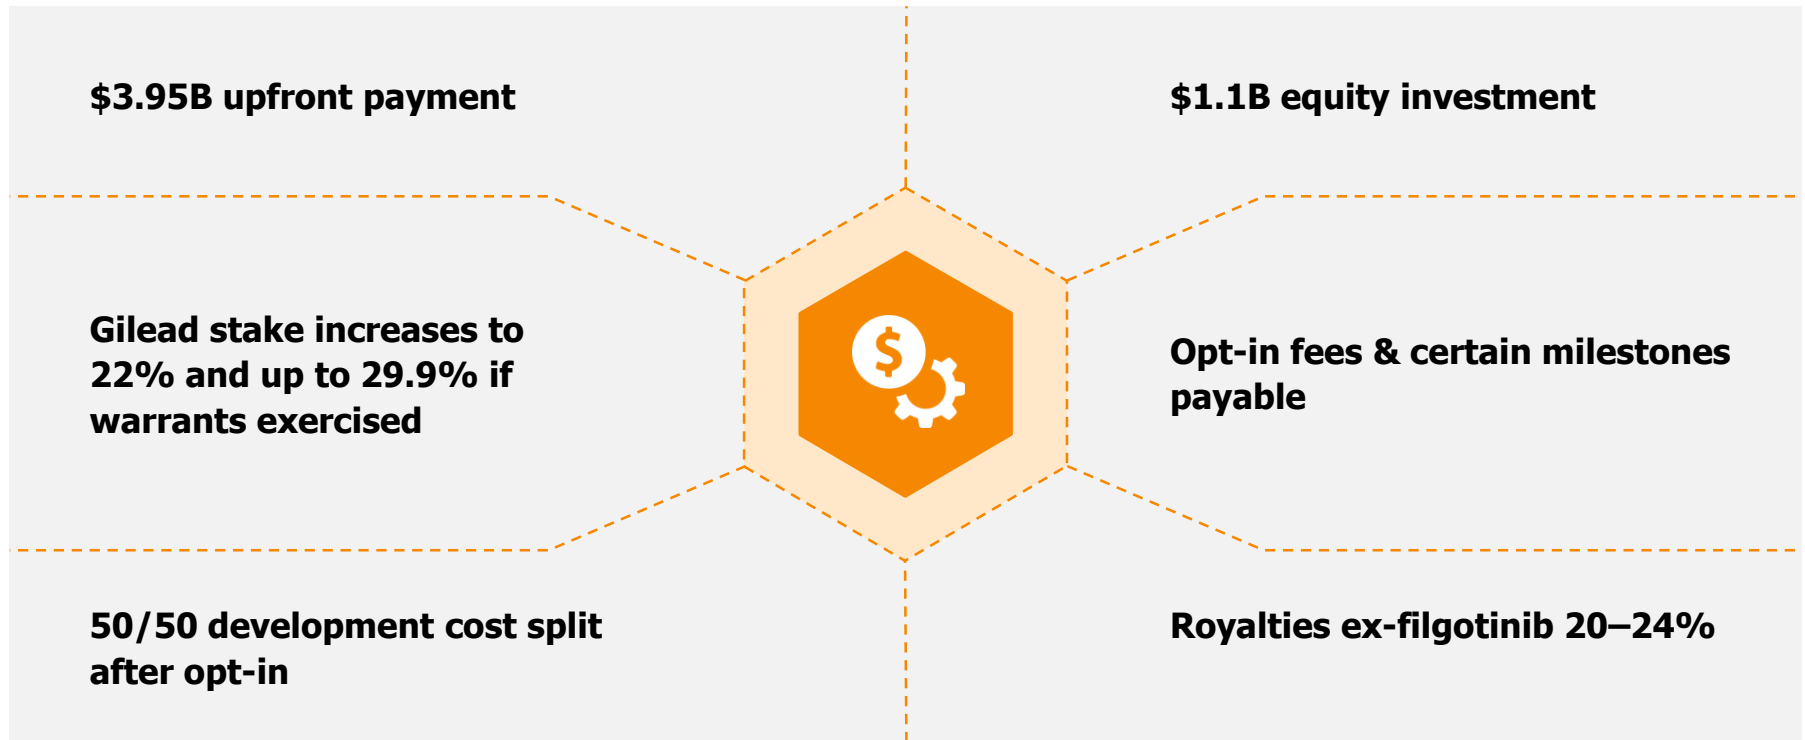 $3.95B upfront payment
$1.1B equity investment
Gilead stake increases to
22% and up to 29.9% if
warrants exercised
Opt-in fees & certain milestones
payable
50/50 development cost split
after opt-in
Royalties ex-filgotinib 20–24%
$